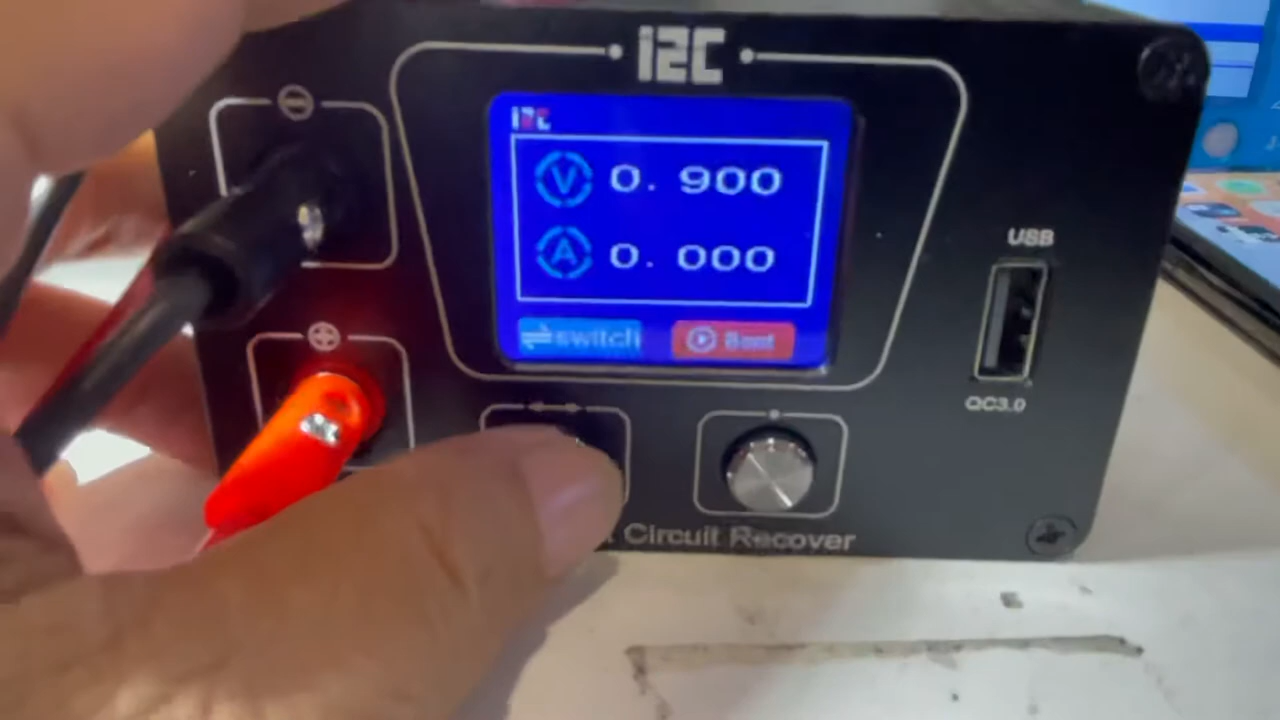 i2C
i2C
V 0.900
A 0.000
switch
Boot
USB
QC3.0
Circuit Recover